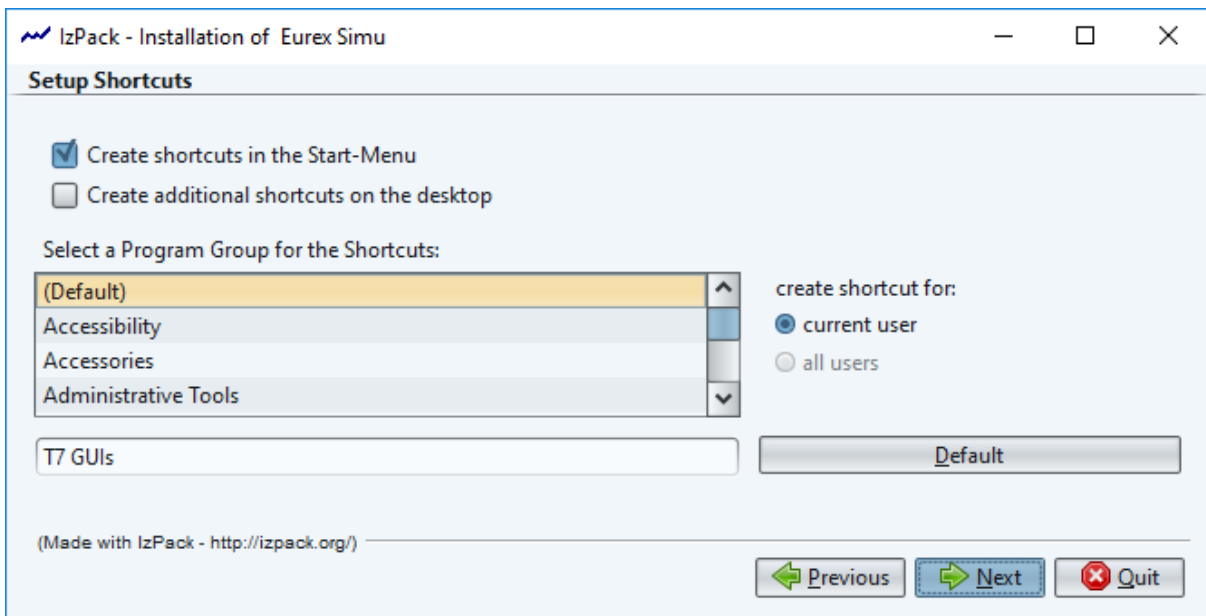 IzPack - Installation of  Eurex Simu
Setup Shortcuts
Create shortcuts in the Start-Menu
Create additional shortcuts on the desktop
Select a Program Group for the Shortcuts:
(Default)
Accessibility
Accessories
Administrative Tools
create shortcut for:
current user
all users
T7 GUIs
Default
(Made with IzPack - http://izpack.org/)
Previous
Next
Quit